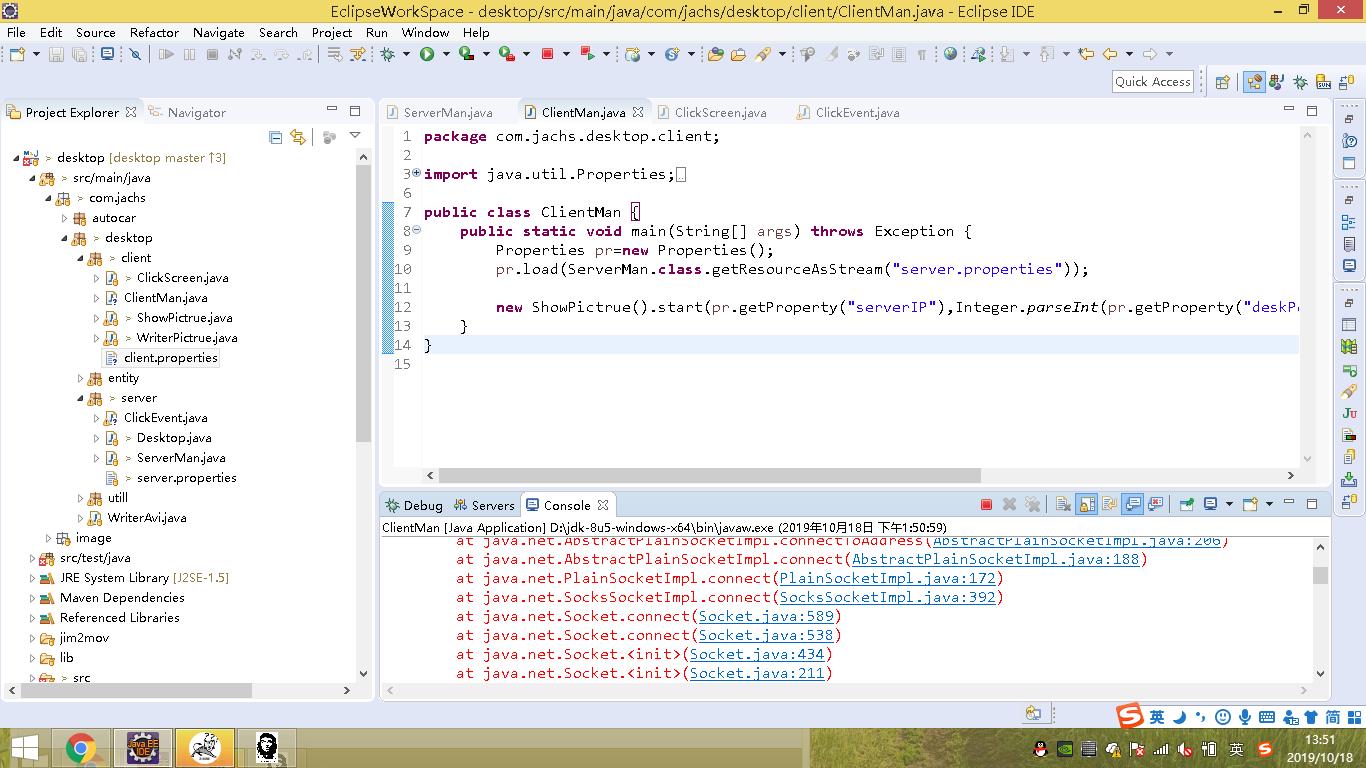 EclipseWorkSpace - desktop/src/main/java/com/jachs/desktop/client/ClientMan.java - Eclipse IDE
File Edit Source Refactor Navigate Search Project Run Window Help
Quick Access
Project Explorer
Navigator
> desktop [desktop master ↑3]
> src/main/java
> com.jachs
autocar
> desktop
> client
> ClickScreen.java
ClientMan.java
> ShowPictrue.java
> WriterPictrue.java
client.properties
entity
> server
ClickEvent.java
> Desktop.java
> ServerMan.java
> server.properties
utill
WriterAvi.java
image
src/test/java
JRE System Library [J2SE-1.5]
Maven Dependencies
Referenced Libraries
jim2mov
lib
> src
ServerMan.java
ClientMan.java
ClickScreen.java
ClickEvent.java
1 package com.jachs.desktop.client;
2
3 import java.util.Properties;
6
7 public class ClientMan {
8 public static void main(String[] args) throws Exception {
9 Properties pr=new Properties();
10 pr.load(ServerMan.class.getResourceAsStream("server.properties"));
11
12 new ShowPictrue().start(pr.getProperty("serverIP"),Integer.parseInt(pr.getProperty("deskP
13 }
14 }
15
Debug
Servers
Console
ClientMan [Java Application] D:\jdk-8u5-windows-x64\bin\javaw.exe (2019年10月18日 下午1:50:59)
at java.net.AbstractPlainSocketImpl.connectToAddress(AbstractPlainSocketImpl.java:206)
at java.net.AbstractPlainSocketImpl.connect(AbstractPlainSocketImpl.java:188)
at java.net.PlainSocketImpl.connect(PlainSocketImpl.java:172)
at java.net.SocksSocketImpl.connect(SocksSocketImpl.java:392)
at java.net.Socket.connect(Socket.java:589)
at java.net.Socket.connect(Socket.java:538)
at java.net.Socket.<init>(Socket.java:434)
at java.net.Socket.<init>(Socket.java:211)
英
简
Java EE
IDE
英
13:51
2019/10/18